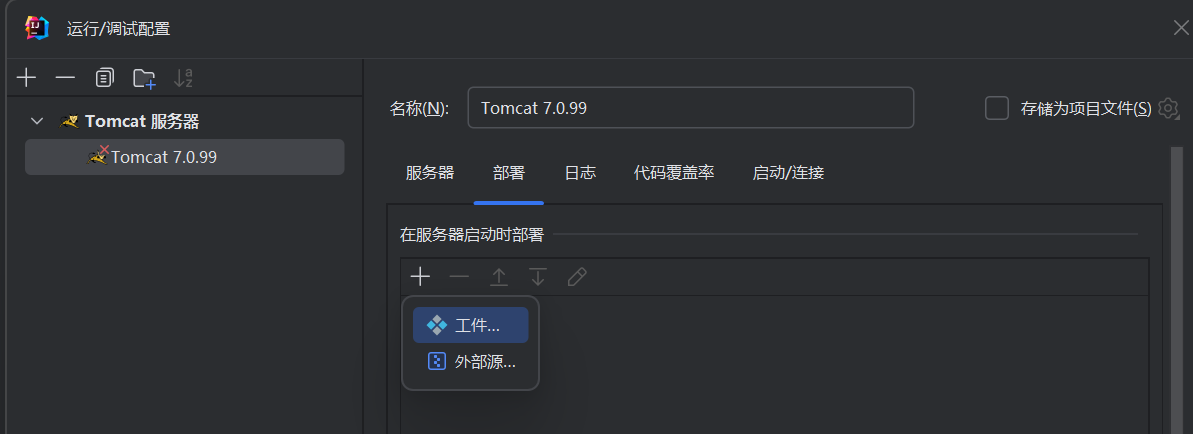 运行/调试配置
Tomcat 服务器
Tomcat 7.0.99
名称(N): Tomcat 7.0.99 存储为项目文件(S)
服务器 部署 日志 代码覆盖率 启动/连接
在服务器启动时部署
工件...
外部源...